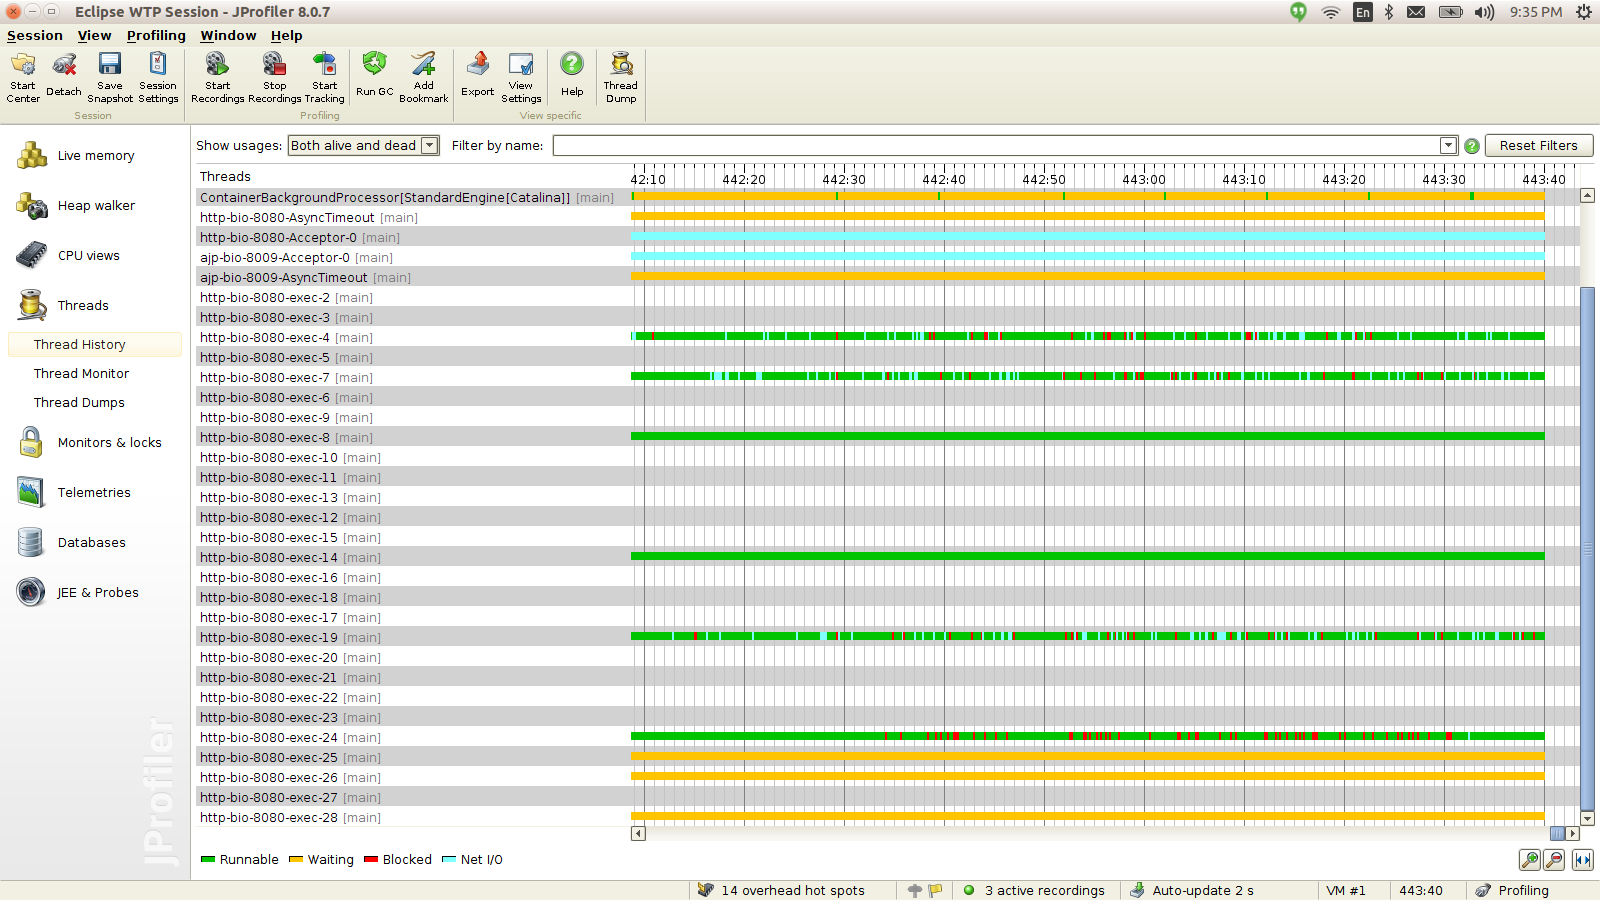 Eclipse WTP Session - JProfiler 8.0.7
En
9:35 PM
Session View Profiling Window Help
Start Center
Detach
Save Snapshot
Session Settings
Start Recordings
Stop Recordings
Start Tracking
Run GC
Add Bookmark
Export
View Settings
Help
Thread Dump
Session
Profiling
View specific
Live memory
Heap walker
CPU views
Threads
Thread History
Thread Monitor
Thread Dumps
Monitors & locks
Telemetries
Databases
JEE & Probes
JProfiler
Show usages: Both alive and dead Filter by name: Reset Filters
Threads 42:10 442:20 442:30 442:40 442:50 443:00 443:10 443:20 443:30 443:40
ContainerBackgroundProcessor[StandardEngine[Catalina]] [main]
http-bio-8080-AsyncTimeout [main]
http-bio-8080-Acceptor-0 [main]
ajp-bio-8009-Acceptor-0 [main]
ajp-bio-8009-AsyncTimeout [main]
http-bio-8080-exec-2 [main]
http-bio-8080-exec-3 [main]
http-bio-8080-exec-4 [main]
http-bio-8080-exec-5 [main]
http-bio-8080-exec-7 [main]
http-bio-8080-exec-6 [main]
http-bio-8080-exec-9 [main]
http-bio-8080-exec-8 [main]
http-bio-8080-exec-10 [main]
http-bio-8080-exec-11 [main]
http-bio-8080-exec-13 [main]
http-bio-8080-exec-12 [main]
http-bio-8080-exec-15 [main]
http-bio-8080-exec-14 [main]
http-bio-8080-exec-16 [main]
http-bio-8080-exec-18 [main]
http-bio-8080-exec-17 [main]
http-bio-8080-exec-19 [main]
http-bio-8080-exec-20 [main]
http-bio-8080-exec-21 [main]
http-bio-8080-exec-22 [main]
http-bio-8080-exec-23 [main]
http-bio-8080-exec-24 [main]
http-bio-8080-exec-25 [main]
http-bio-8080-exec-26 [main]
http-bio-8080-exec-27 [main]
http-bio-8080-exec-28 [main]
Runnable Waiting Blocked Net I/O
14 overhead hot spots 3 active recordings Auto-update 2 s VM #1 443:40 Profiling